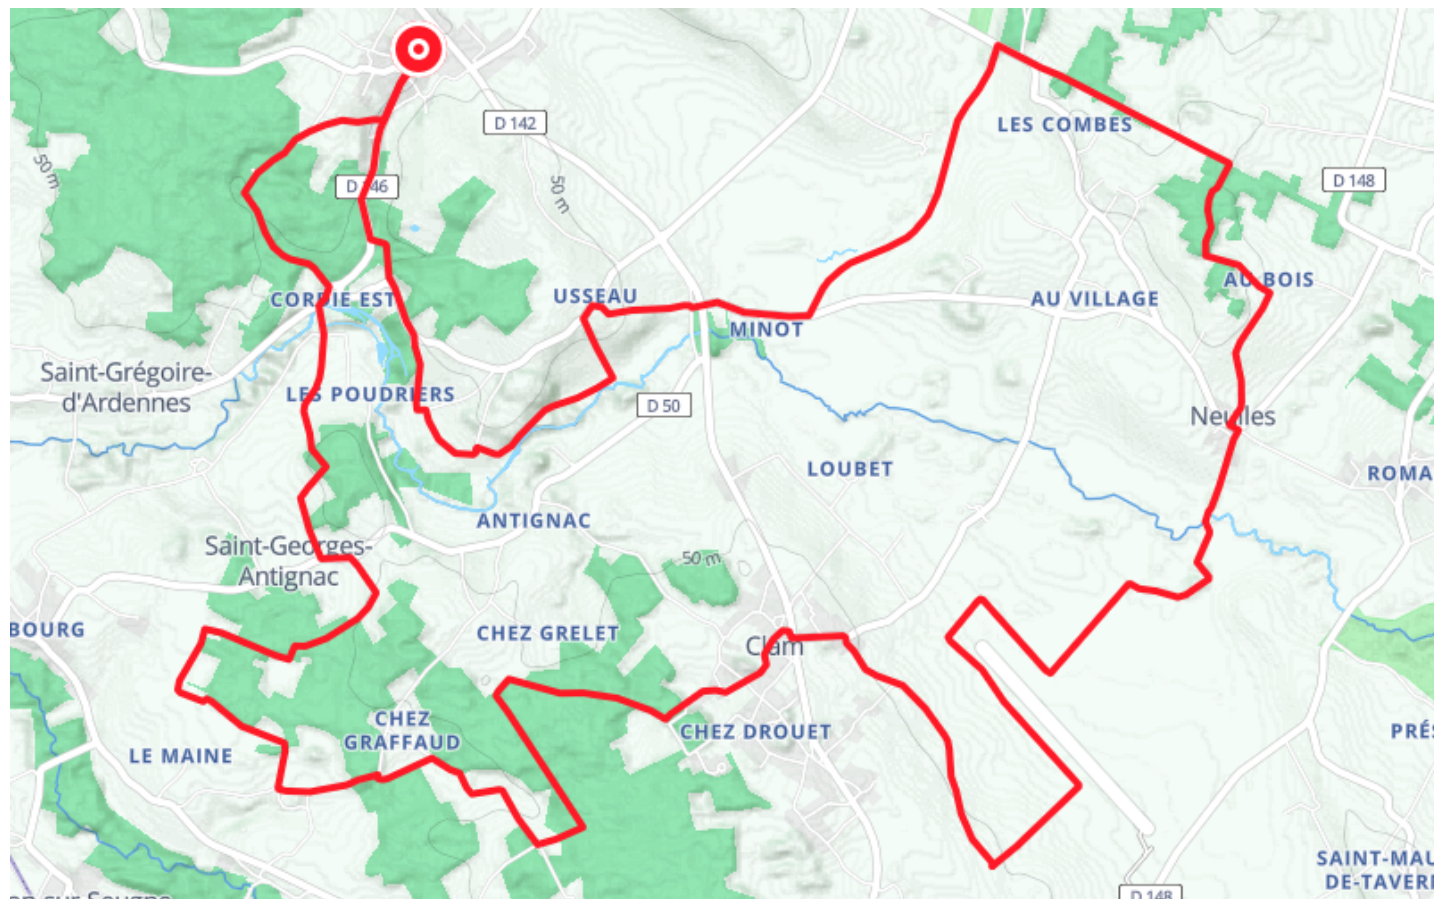 LES COMBES
D 142
50 m
D 148
D 146
50 m
AU BOIS
USSEAU
CORDIE EST
AU VILLAGE
MINOT
Saint-Grégoire-
d'Ardennes
LES POUDRIERS
D 50
Neulles
LOUBET
ROMA
ANTIGNAC
Saint-Georges-
Antignac
50 m
BOURG
CHEZ GRELET
Clam
CHEZ
GRAFFAUD
CHEZ DROUET
PRÉS
LE MAINE
SAINT-MAU
DE-TAVERN
D 148